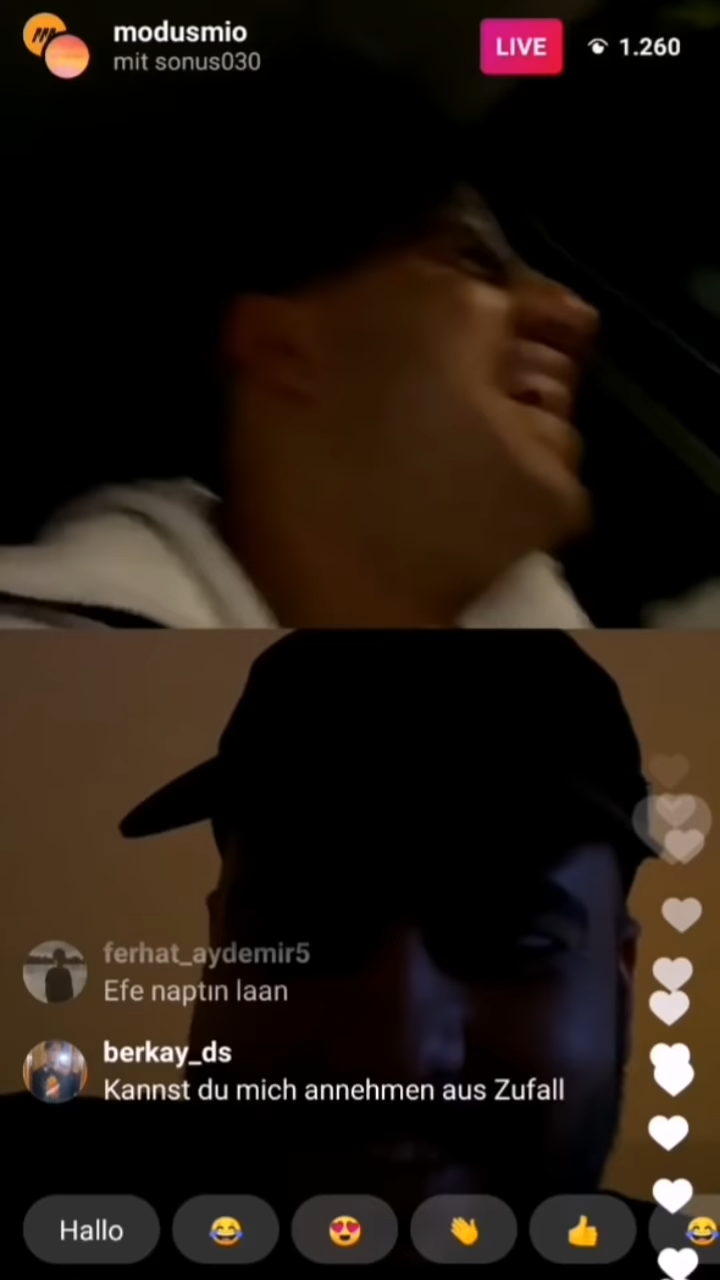 modusmio
mit sonus030
LIVE
1.260
ferhat_aydemir5
Efe naptın laan
berkay_ds
Kannst du mich annehmen aus Zufall
Hallo